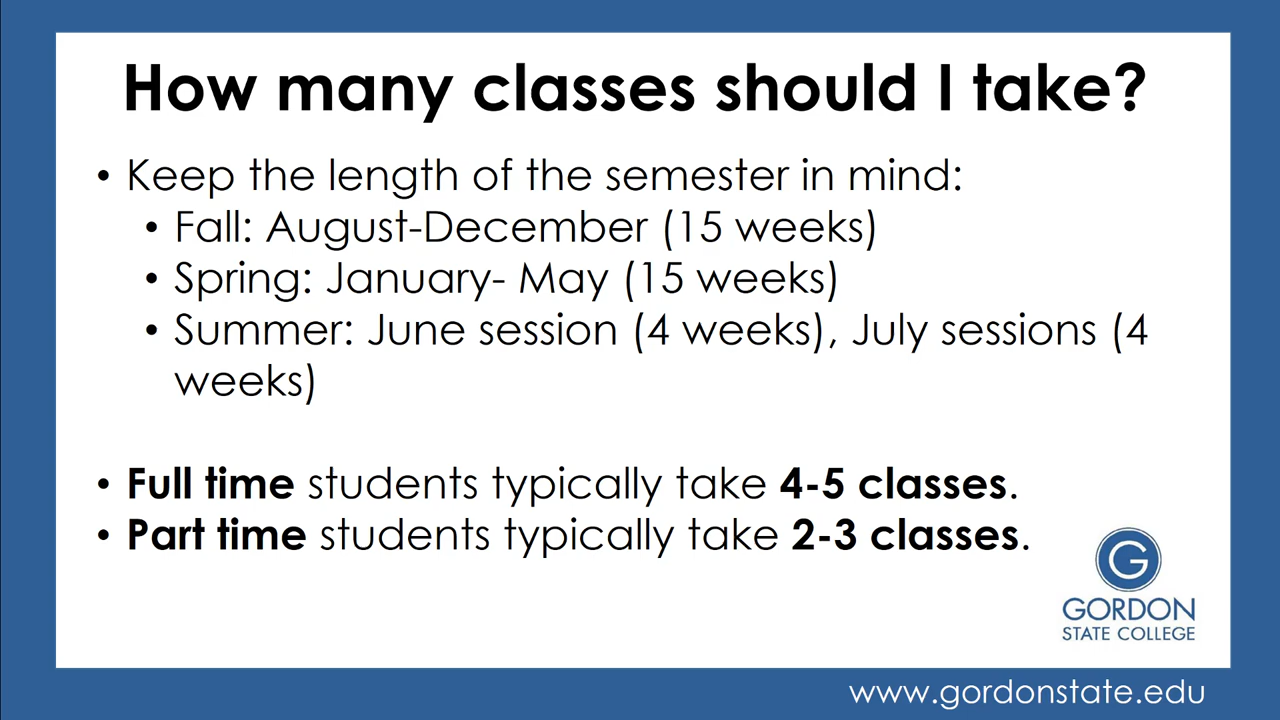 How many classes should I take?
• Keep the length of the semester in mind:
• Fall: August-December (15 weeks)
• Spring: January- May (15 weeks)
• Summer: June session (4 weeks), July sessions (4
weeks)
• Full time students typically take 4-5 classes.
• Part time students typically take 2-3 classes.
G
GORDON
STATE COLLEGE
www.gordonstate.edu